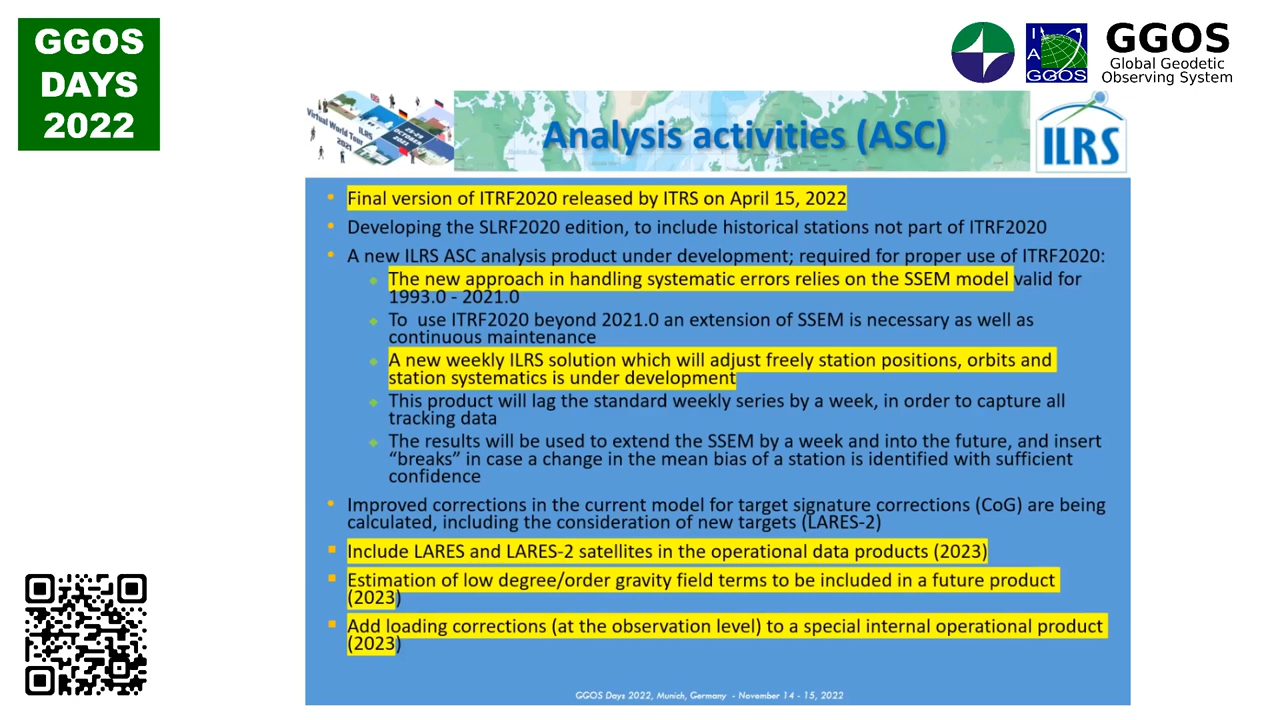 GGOS
DAYS
2022
I
A
GGOS
GGOS
Global Geodetic
Observing System
Virtual World Tour
2021
ILRS
25-28
OCTOBER
Analysis activities (ASC)
ILRS
• Final version of ITRF2020 released by ITRS on April 15, 2022
• Developing the SLRF2020 edition, to include historical stations not part of ITRF2020
• A new ILRS ASC analysis product under development; required for proper use of ITRF2020:
◆ The new approach in handling systematic errors relies on the SSEM model valid for
1993.0 - 2021.0
◆ To use ITRF2020 beyond 2021.0 an extension of SSEM is necessary as well as
continuous maintenance
◆ A new weekly ILRS solution which will adjust freely station positions, orbits and
station systematics is under development
◆ This product will lag the standard weekly series by a week, in order to capture all
tracking data
◆ The results will be used to extend the SSEM by a week and into the future, and insert
“breaks” in case a change in the mean bias of a station is identified with sufficient
confidence
• Improved corrections in the current model for target signature corrections (CoG) are being
calculated, including the consideration of new targets (LARES-2)
▪ Include LARES and LARES-2 satellites in the operational data products (2023)
▪ Estimation of low degree/order gravity field terms to be included in a future product
(2023)
▪ Add loading corrections (at the observation level) to a special internal operational product
(2023)
GGOS Days 2022, Munich, Germany - November 14 - 15, 2022